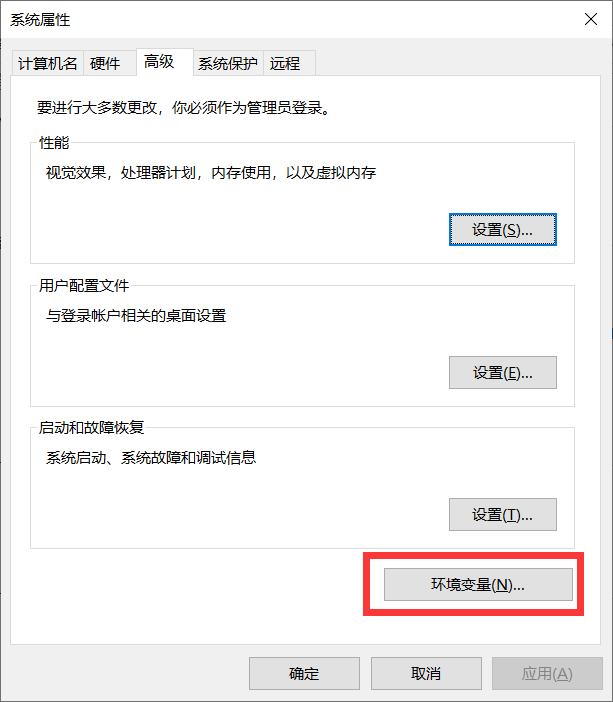 系统属性
计算机名 硬件 高级 系统保护 远程
要进行大多数更改，你必须作为管理员登录。
性能
视觉效果，处理器计划，内存使用，以及虚拟内存
设置(S)...
用户配置文件
与登录帐户相关的桌面设置
设置(E)...
启动和故障恢复
系统启动、系统故障和调试信息
设置(T)...
环境变量(N)...
确定 取消 应用(A)